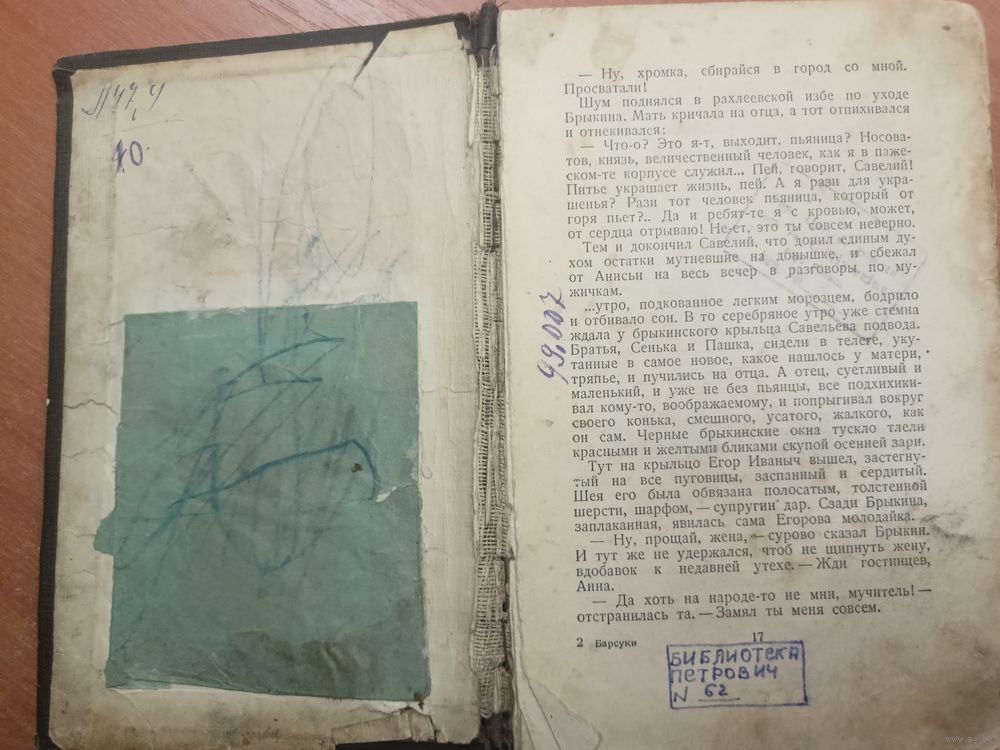 П47 4
10
— Ну, хромка, сбирайся в город со мной.
Просватали!
Шум поднялся в рахлеевской избе по уходе
Брыкина. Мать кричала на отца, а тот отпихивался
и отнекивался:
— Что-о? Это я-т, выходит, пьяница? Носова-
тов, князь, величественный человек, как я в паже-
ском-те корпусе служил... Пей, говорит, Савелий!
Питье украшает жизнь, пей. А я рази для укра-
шенья? Рази тот человек пьяница, который от
горя пьет?.. Да и ребят-те я с кровью, может,
от сердца отрываю! Не-ет, это ты совсем неверно.
Тем и докончил Савелий, что допил единым ду-
хом остатки мутневшие на донышке, и сбежал
от Анисьи на весь вечер в разговоры по му-
жичкам.
...утро, подкованное легким морозцем, бодрило
и отбивало сон. В то серебряное утро уже стемна
ждала у брыкинского крыльца Савельева подвода.
Братья, Сенька и Пашка, сидели в телеге, уку-
танные в самое новое, какое нашлось у матери,
тряпье, и пучились на отца. А отец, суетливый и
маленький, и уже не без пьянцы, все подхихики-
вал кому-то, воображаемому, и попрыгивал вокруг
своего конька, смешного, усатого, жалкого, как
он сам. Черные брыкинские окна тускло тлели
красными и желтыми бликами скупой осенней зари.
Тут на крыльцо Егор Иваныч вышел, застегну-
тый на все пуговицы, заспанный и сердитый.
Шея его была обвязана полосатым, толстенной
шерсти, шарфом, — супругин дар. Сзади Брыкина,
заплаканная, явилась сама Егорова молодайка.
— Ну, прощай, жена, — сурово сказал Брыкин.
И тут же не удержался, чтоб не щипнуть жену,
вдобавок к недавней утехе. — Жди гостинцев,
Анна.
— Да хоть на народе-то не мни, мучитель! —
отстранилась та. — Замял ты меня совсем.
2 Барсуки 17
99,007
БИБЛИОТЕКА
ПЕТРОВИЧ
N 62